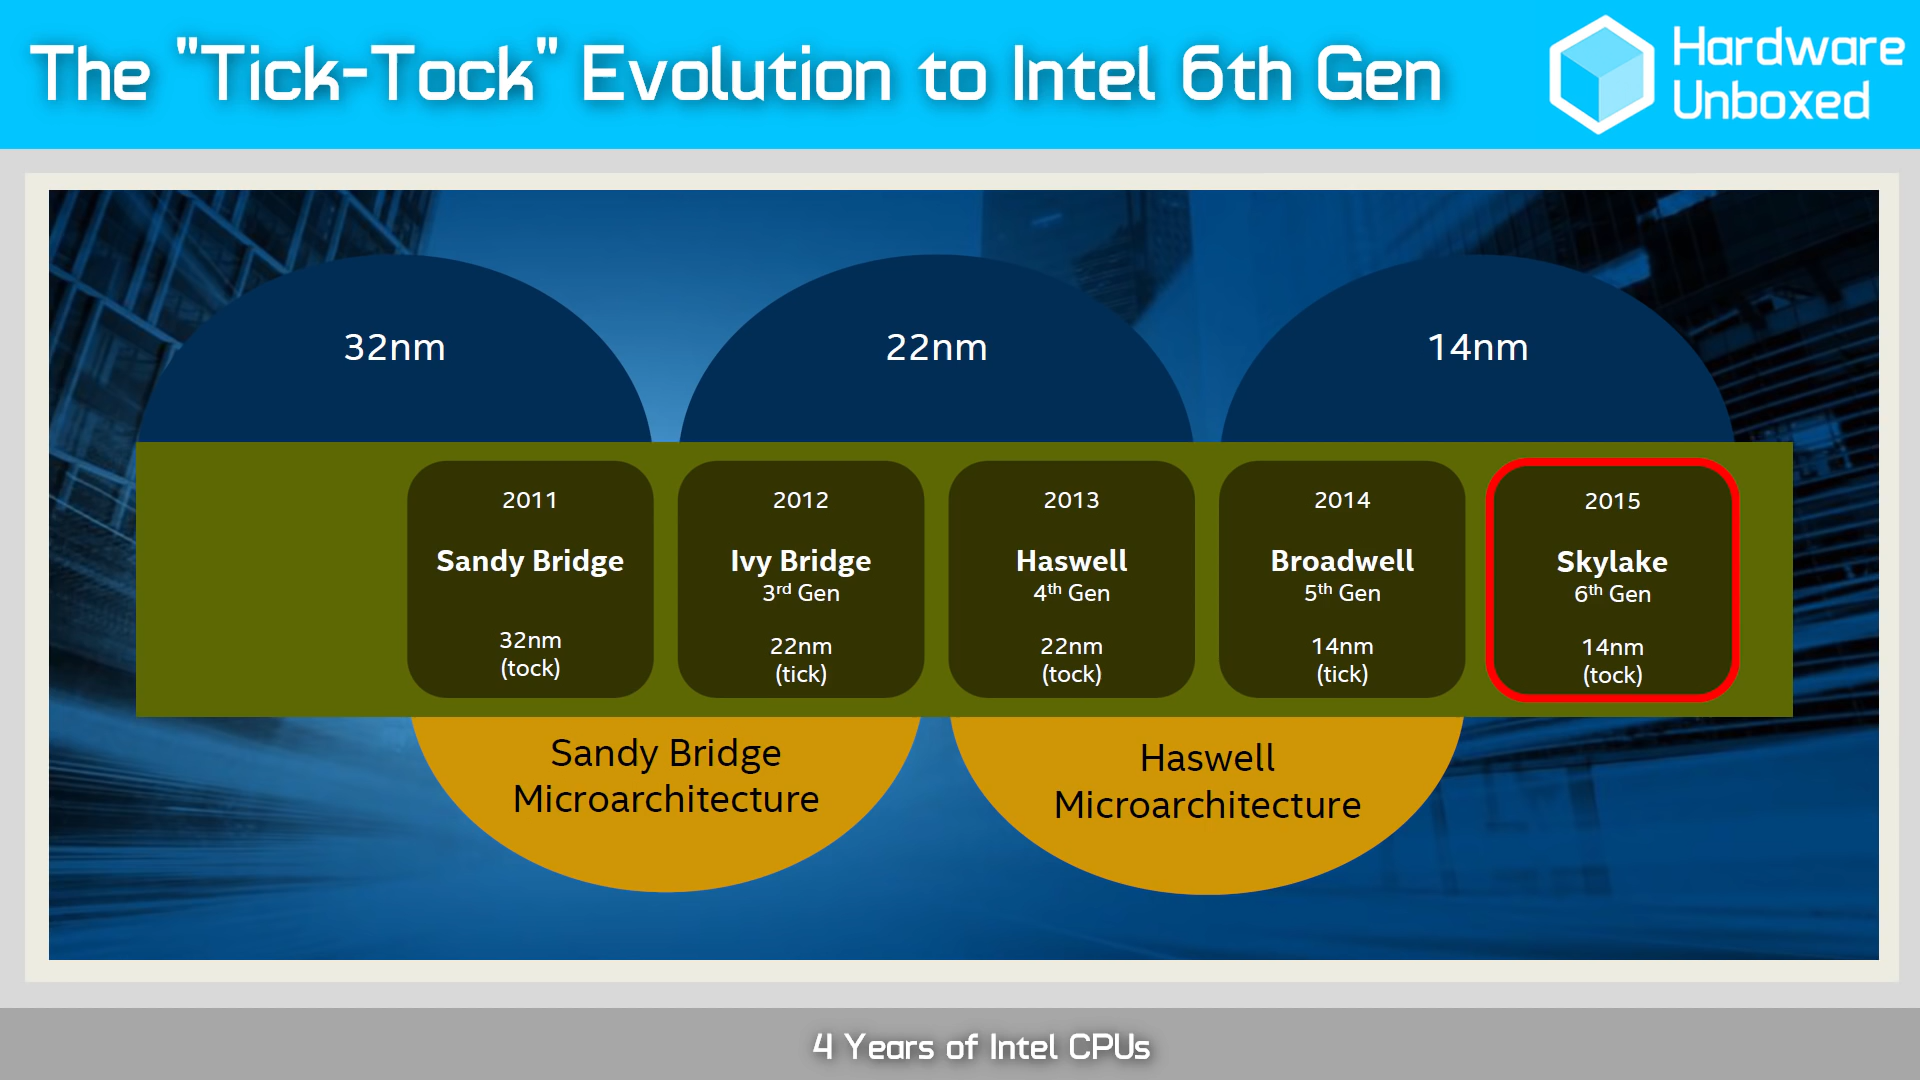 The "Tick-Tock" Evolution to Intel 6th Gen
Hardware
Unboxed
32nm
22nm
14nm
2011
Sandy Bridge
32nm
(tock)
2012
Ivy Bridge
3rd Gen
22nm
(tick)
2013
Haswell
4th Gen
22nm
(tock)
2014
Broadwell
5th Gen
14nm
(tick)
2015
Skylake
6th Gen
14nm
(tock)
Sandy Bridge
Microarchitecture
Haswell
Microarchitecture
4 Years of Intel CPUs